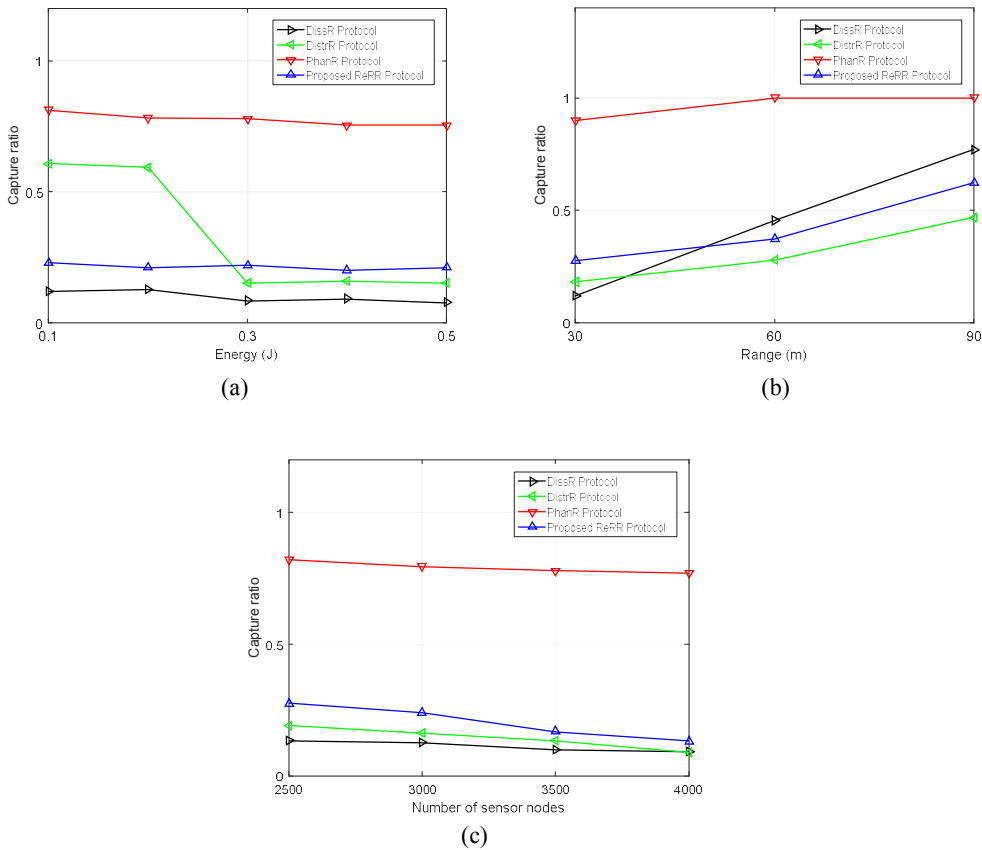 DissR Protocol
DistrR Protocol
PhanR Protocol
Proposed ReRR Protocol
1
0.5
0
Capture ratio
0.1
0.3
0.5
Energy (J)
(a)
DissR Protocol
DistrR Protocol
PhanR Protocol
Proposed ReRR Protocol
1
0.5
0
Capture ratio
30
60
90
Range (m)
(b)
DissR Protocol
DistrR Protocol
PhanR Protocol
Proposed ReRR Protocol
1
0.5
0
Capture ratio
2500
3000
3500
4000
Number of sensor nodes
(c)